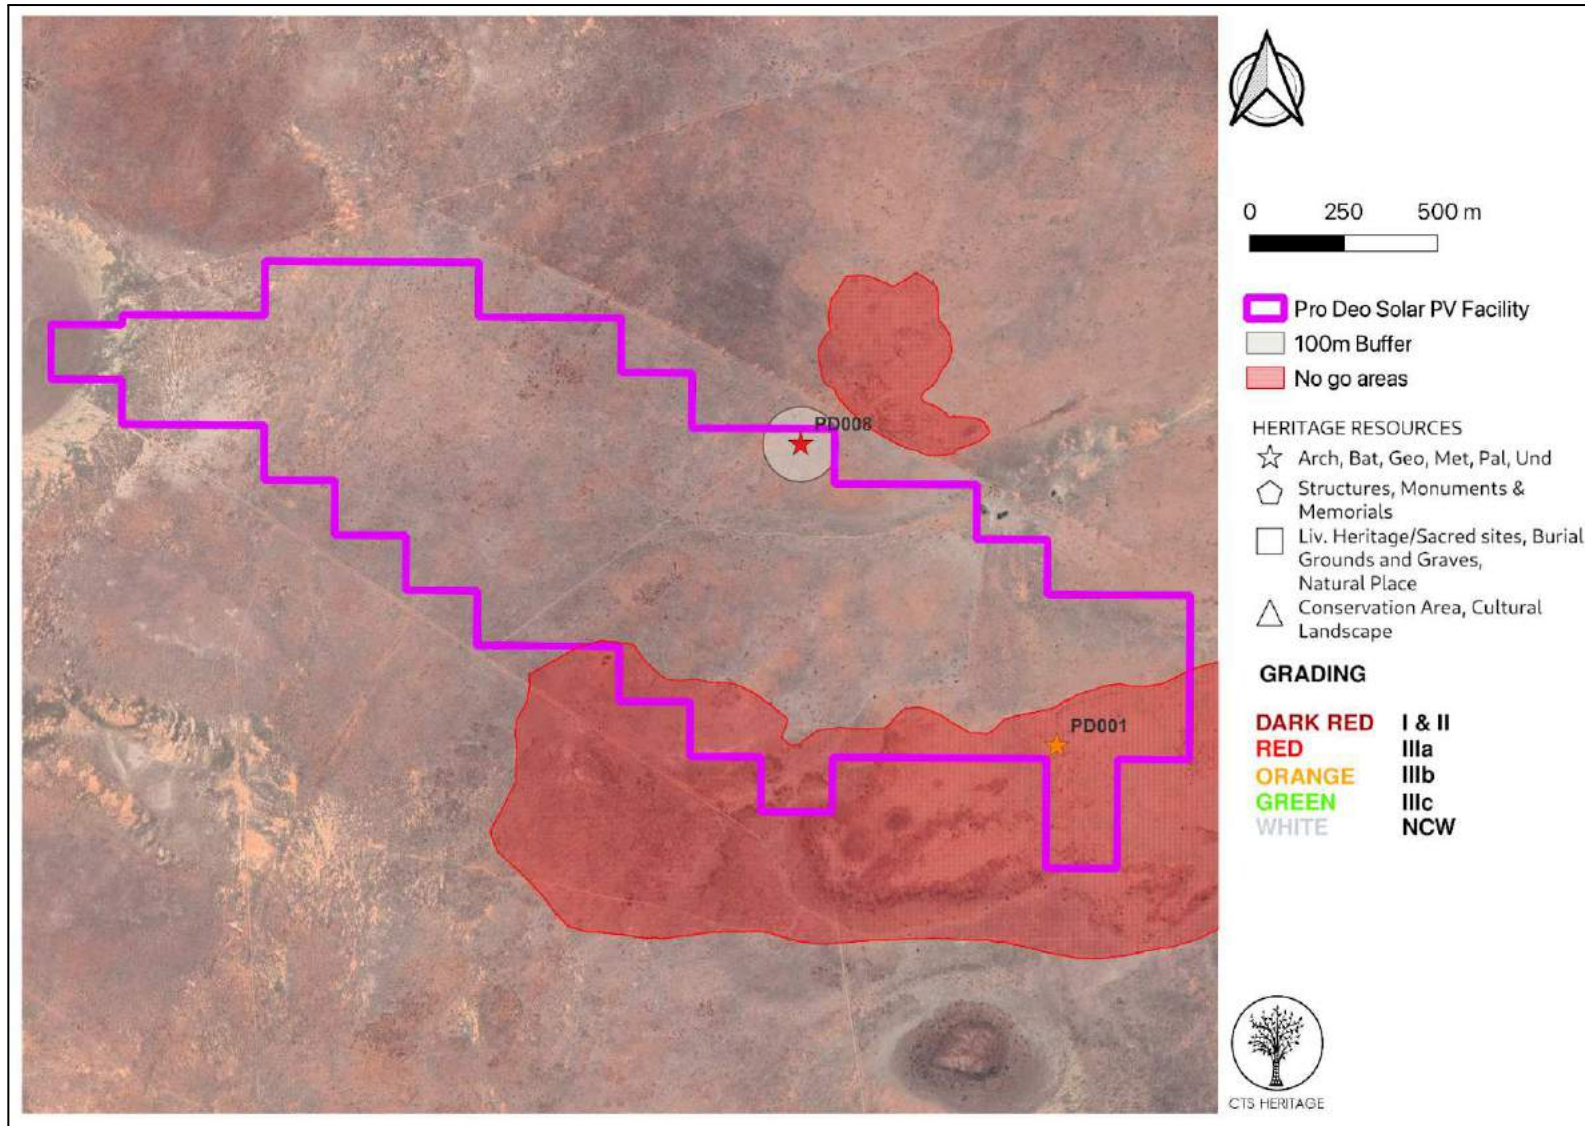 PD008
PD001
0 250 500 m
Pro Deo Solar PV Facility
100m Buffer
No go areas
HERITAGE RESOURCES
Arch, Bat, Geo, Met, Pal, Und
Structures, Monuments &
Memorials
Liv. Heritage/Sacred sites, Burial
Grounds and Graves,
Natural Place
Conservation Area, Cultural
Landscape
GRADING
DARK RED I & II
RED IIIa
ORANGE IIIb
GREEN IIIc
WHITE NCW
CTS HERITAGE